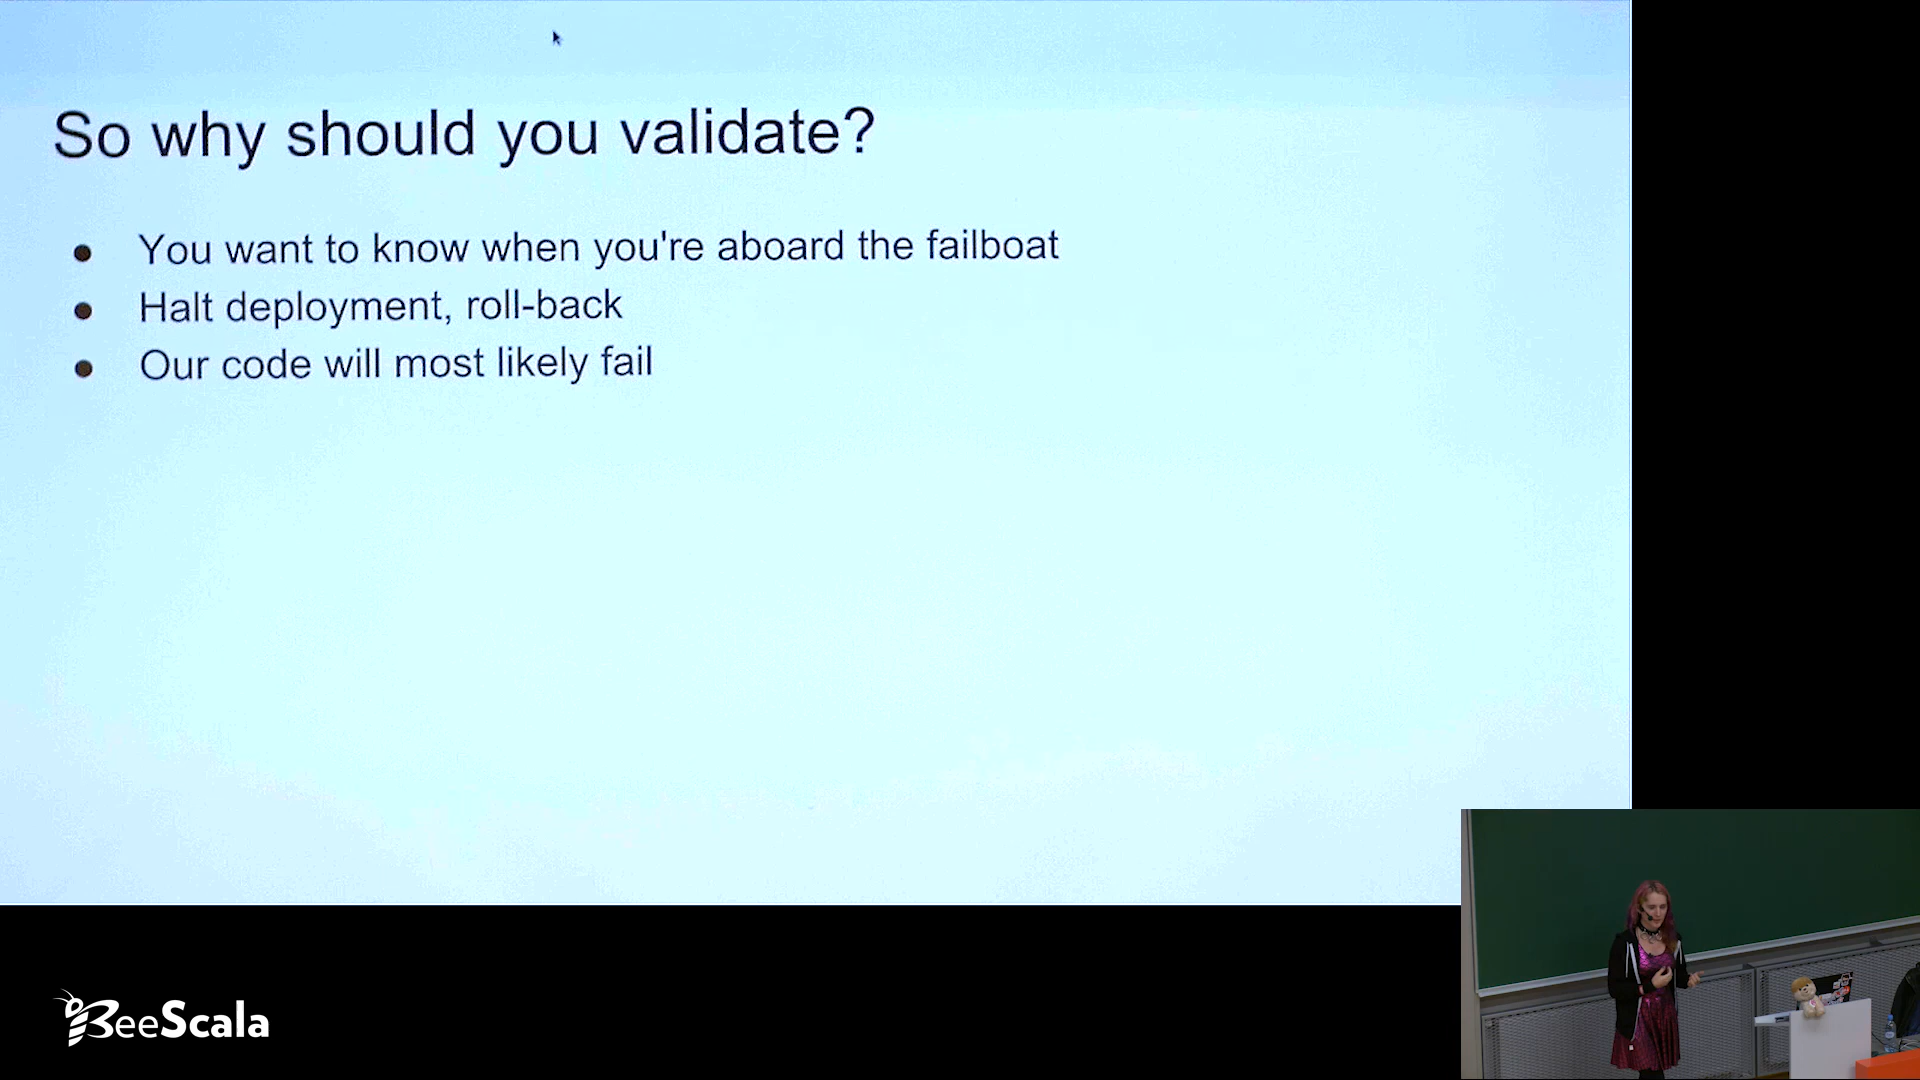 So why should you validate?
● You want to know when you're aboard the failboat
● Halt deployment, roll-back
● Our code will most likely fail
BeeScala